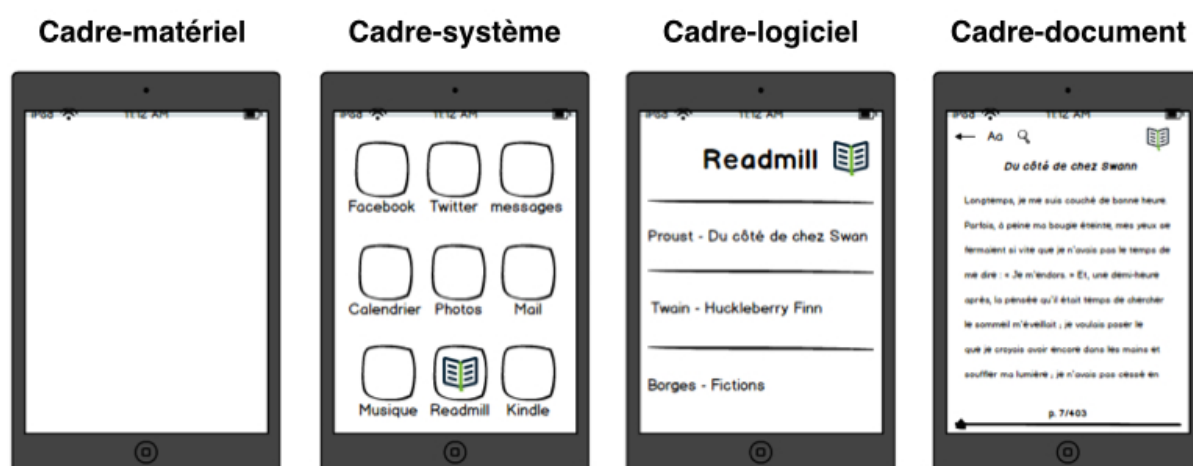 Cadre-matériel
Cadre-système
Cadre-logiciel
Cadre-document
iPad 11:12 AM
iPad 11:12 AM
Facebook Twitter messages
Calendrier Photos Mail
Musique Readmill Kindle
iPad 11:12 AM
Readmill
Proust - Du côté de chez Swan
Twain - Huckleberry Finn
Borges - Fictions
iPad 11:12 AM
Aa
Du côté de chez Swann
Longtemps, je me suis couché de bonne heure.
Parfois, à peine ma bougie éteinte, mes yeux se
fermaient si vite que je n'avais pas le temps de
me dire : « Je m'endors. » Et, une demi-heure
après, la pensée qu'il était temps de chercher
le sommeil m'éveillait ; je voulais poser le
que je croyais avoir encore dans les mains et
souffler ma lumière ; je n'avais pas cessé en
p. 7/403